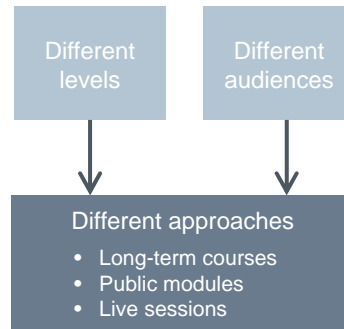 Different
levels
Different
audiences
Different approaches
• Long-term courses
• Public modules
• Live sessions